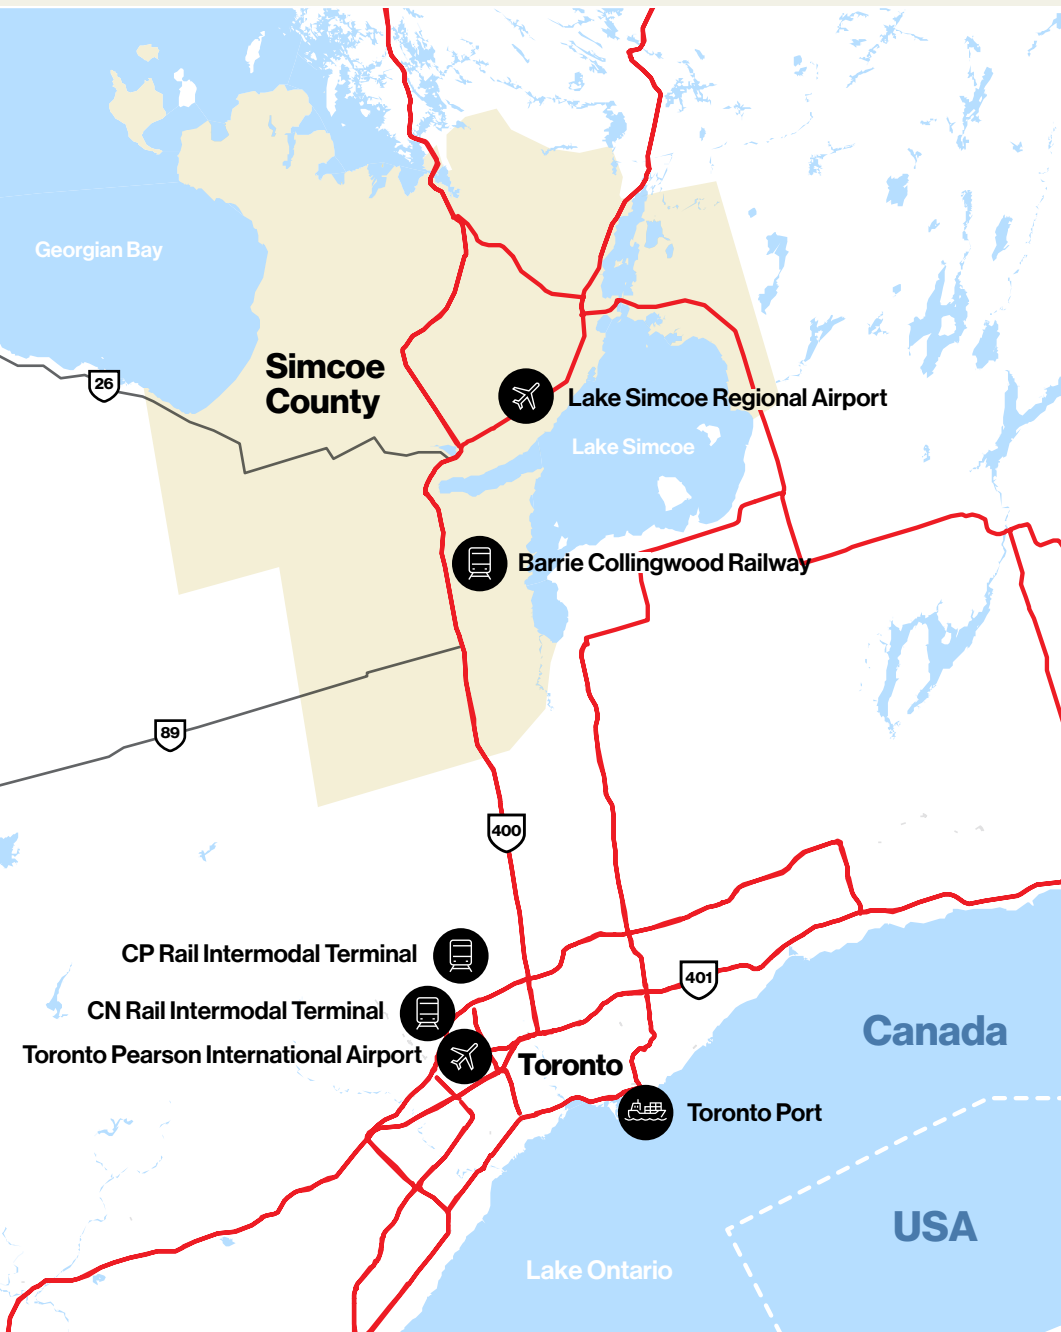 Georgian Bay
26
Simcoe
County
Lake Simcoe Regional Airport
Lake Simcoe
Barrie Collingwood Railway
89
400
CP Rail Intermodal Terminal
401
CN Rail Intermodal Terminal
Canada
Toronto Pearson International Airport
Toronto
Toronto Port
USA
Lake Ontario